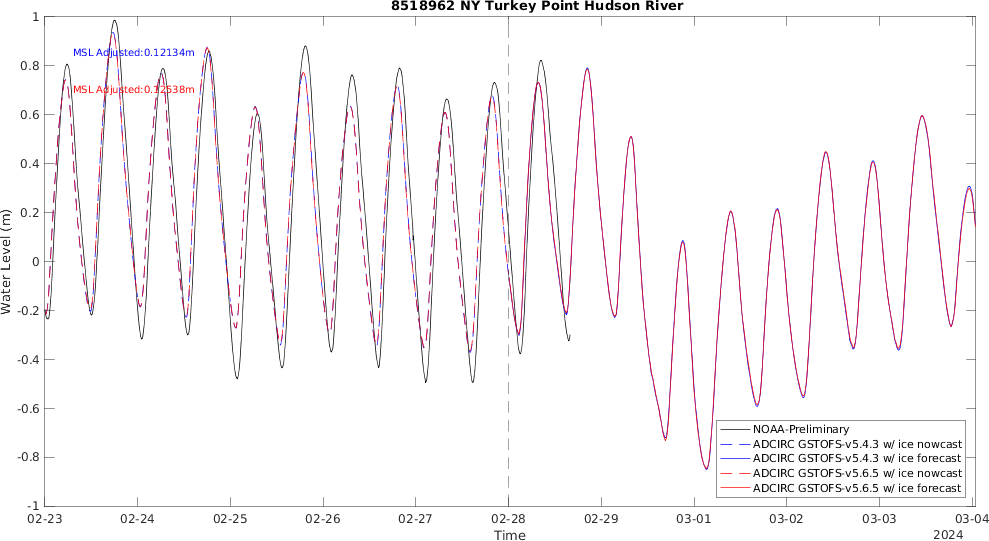 8518962 NY Turkey Point Hudson River
MSL Adjusted:0.12134m
MSL Adjusted:0.12538m
1
0.8
0.6
0.4
0.2
0
-0.2
-0.4
-0.6
-0.8
-1
Water Level (m)
NOAA-Preliminary
ADCIRC GSTOFS-v5.4.3 w/ ice nowcast
ADCIRC GSTOFS-v5.4.3 w/ ice forecast
ADCIRC GSTOFS-v5.6.5 w/ ice nowcast
ADCIRC GSTOFS-v5.6.5 w/ ice forecast
02-23 02-24 02-25 02-26 02-27 02-28 02-29 03-01 03-02 03-03 03-04
Time
2024